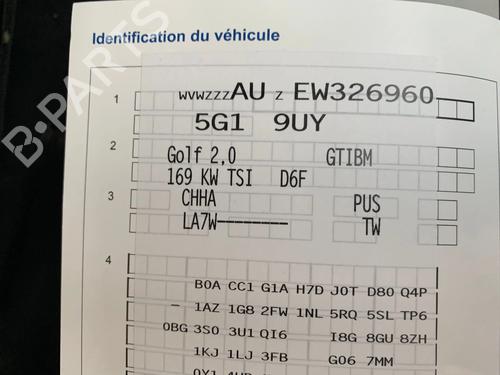 Identification du véhicule
1 WVWZZZAU Z EW326960
5G1 9UY
2 Golf 2,0 GTIBM
169 KW TSI D6F
3 CHHA PUS
LA7W-------- TW
4
B0A CC1 G1A H7D J0T D80 Q4P
- 1AZ 1G8 2FW 1NL 5RQ 5SL TP6
0BG 3S0 3U1 QI6 I8G 8GU 8ZH
1KJ 1LJ 3FB G06 7MM
B-PARTS